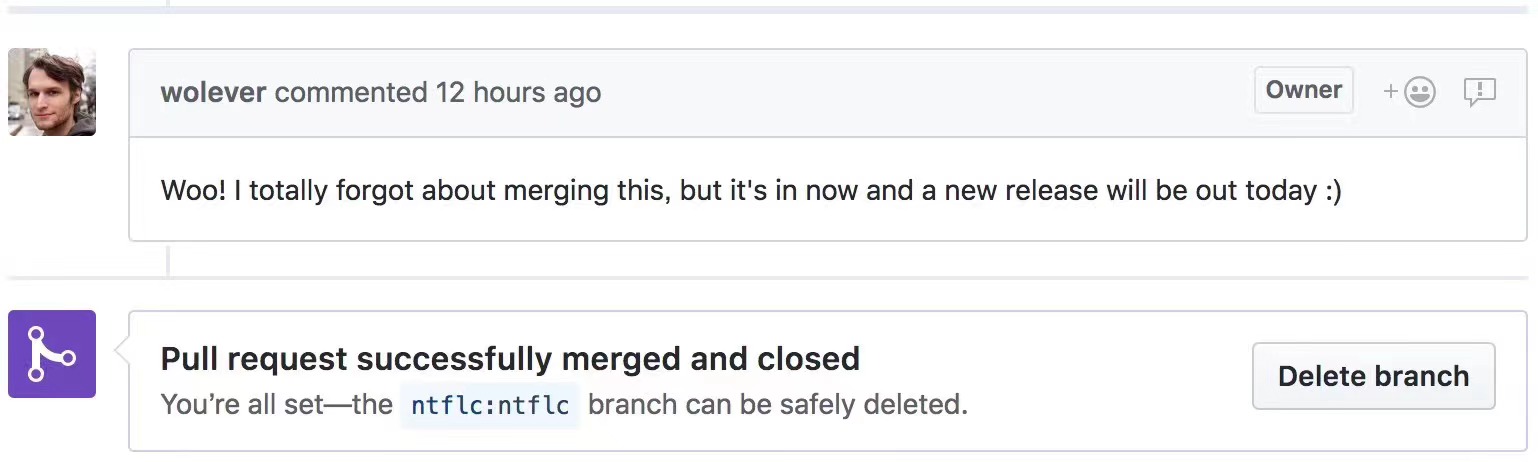 wolever commented 12 hours ago
Owner
+
Woo! I totally forgot about merging this, but it's in now and a new release will be out today :)
Pull request successfully merged and closed
You’re all set—the ntflc:ntflc branch can be safely deleted.
Delete branch